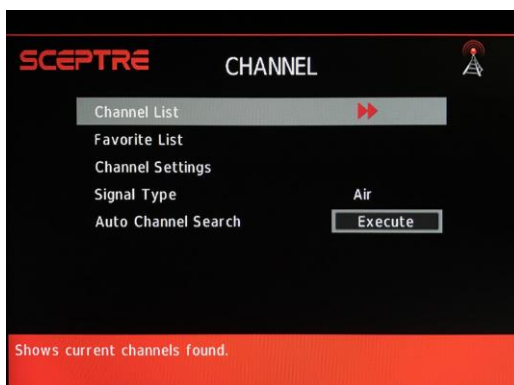 SCEPTRE CHANNEL
Channel List
Favorite List
Channel Settings
Signal Type Air
Auto Channel Search Execute
Shows current channels found.